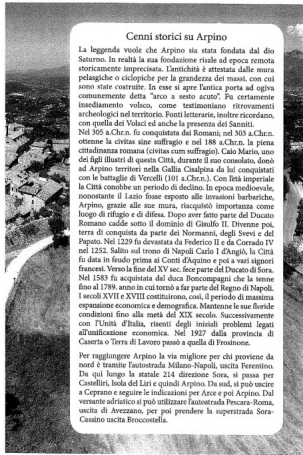 Cenni storici su Arpino
La leggenda vuole che Arpino sia stata fondata dal dio
Saturno. In realtà la sua fondazione risale ad epoca remota
storicamente imprecisata. L'antichità è attestata dalle mura
pelasgiche o ciclopiche per la grandezza dei massi, con cui
sono state costruite. In esse si apre l'antica porta ad ogiva
comunemente detta "arco a sesto acuto". Fu certamente
insediamento volsco, come testimoniano ritrovamenti
archeologici nel territorio. Fonti letterarie, inoltre ricordano,
con quella dei Volsci ad anche la presenza dei Sanniti.
Nel 305 a.Chr.n. fu conquistata dai Romani; nel 303 a.Chr.n.
ottenne la civitas sine suffragio e nel 188 a.Chr.n. la piena
cittadinanza romana (civitas cum suffragio). Caio Mario, uno
dei figli illustri di questa Città, durante il suo consolato, donò
ad Arpino territori nella Gallia Cisalpina da lui conquistati
con le battaglie di Vercelli (101 a.Chr.n.). Con l'età imperiale
la Città conobbe un periodo di declino. In epoca medioevale,
nonostante il Lazio fosse esposto alle invasioni barbariche,
Arpino, grazie alle sue mura, riacquistò importanza come
luogo di rifugio e di difesa. Dopo aver fatto parte del Ducato
Romano cadde sotto il dominio di Gisulfo II. Divenne poi,
terra di conquista da parte dei Normanni, degli Svevi e del
Papato. Nel 1229 fu devastata da Federico II e da Corrado IV
nel 1252. Salito sul trono di Napoli Carlo I d'Angiò, la Città
fu data in feudo prima ai Conti d'Aquino e poi a vari signori
francesi. Verso la fine del XV sec. fece parte del Ducato di Sora.
Nel 1583 fu acquistata dal duca Boncompagni che la tenne
fino al 1789. anno in cui tornò a far parte del Regno di Napoli.
I secoli XVII e XVIII costituirono, così, il periodo di massima
espansione economica e demografica. Mantenne le sue floride
condizioni fino alla metà del XIX secolo. Successivamente
con l'Unità d'Italia, risentì degli iniziali problemi legati
all'unificazione economica. Nel 1927 dalla provincia di
Caserta o Terra di Lavoro passò a quella di Frosinone.
Per raggiungere Arpino la via migliore per chi proviene da
nord è tramite l'autostrada Milano-Napoli, uscita Ferentino.
Da qui lungo la statale 214 direzione Sora, si passa per
Castelliri, Isola del Liri e quindi Arpino. Da sud, si può uscire
a Ceprano e seguire le indicazioni per Arce e poi Arpino. Dal
versante adriatico si può utilizzare l'autostrada Pescara-Roma,
uscita di Avezzano, per poi prendere la superstrada Sora-
Cassino uscita Broccostella.